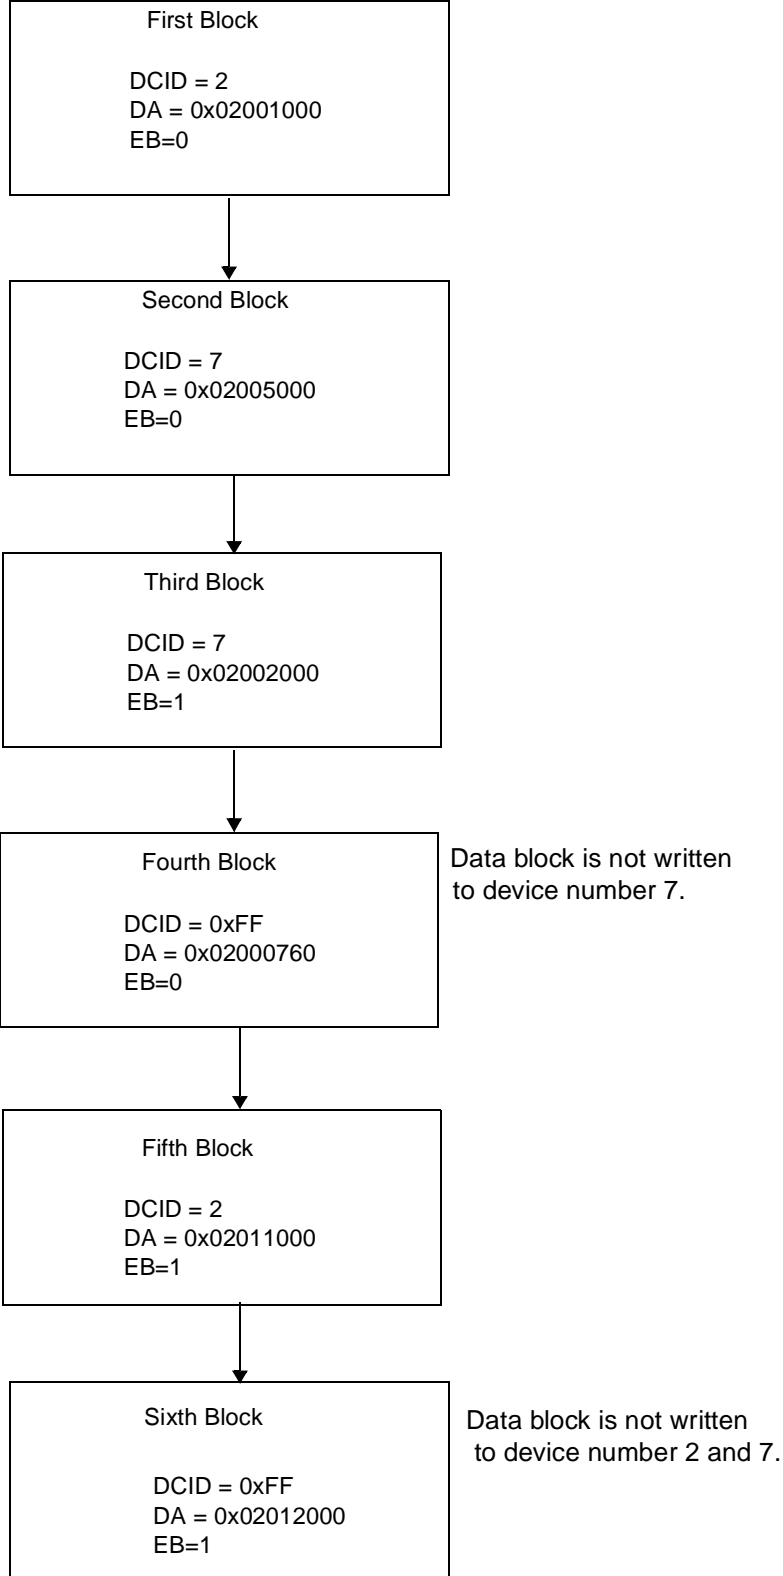 First Block
DCID = 2
DA = 0x02001000
EB=0
Second Block
DCID = 7
DA = 0x02005000
EB=0
Third Block
DCID = 7
DA = 0x02002000
EB=1
Fourth Block
DCID = 0xFF
DA = 0x02000760
EB=0
Data block is not written
to device number 7.
Fifth Block
DCID = 2
DA = 0x02011000
EB=1
Sixth Block
DCID = 0xFF
DA = 0x02012000
EB=1
Data block is not written
to device number 2 and 7.